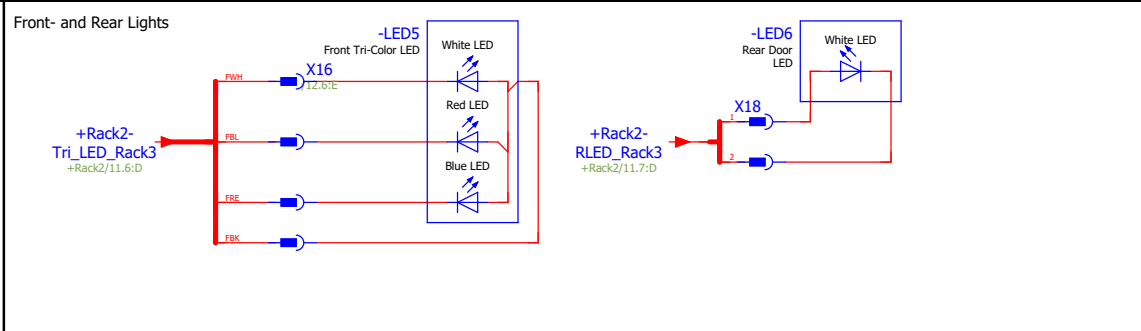 Front- and Rear Lights
-LED5
Front Tri-Color LED
White LED
FWH
X16
/12.6:E
Red LED
+Rack2-
Tri_LED_Rack3
+Rack2/11.6:D
FBL
Blue LED
FRE
FBK
-LED6
Rear Door
LED
White LED
X18
1
+Rack2-
RLED_Rack3
+Rack2/11.7:D
2